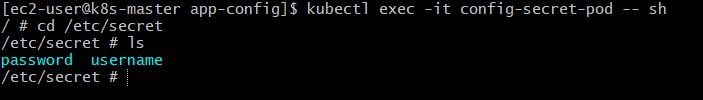 [ec2-user@k8s-master app-config]$ kubectl exec -it config-secret-pod -- sh
/ # cd /etc/secret
/etc/secret # ls
password  username
/etc/secret #